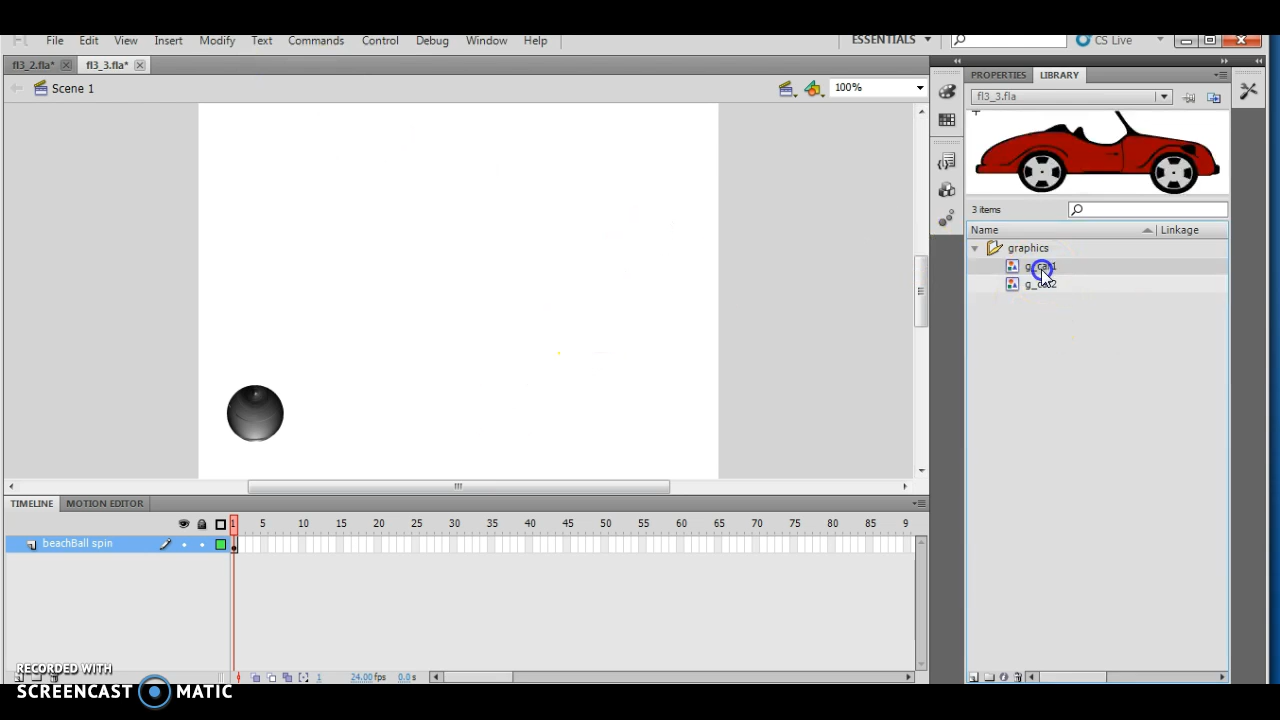 Fl File Edit View Insert Modify Text Commands Control Debug Window Help ESSENTIALS CS Live
fl3_2.fla* fl3_3.fla*
Scene 1 100%
PROPERTIES LIBRARY
fl3_3.fla
3 items
Name Linkage
graphics
TIMELINE MOTION EDITOR
1 5 10 15 20 25 30 35 40 45 50 55 60 65 70 75 80 85 9
beachBall spin
1 24.00 fps 0.0 s
RECORDED WITH
SCREENCAST MATIC